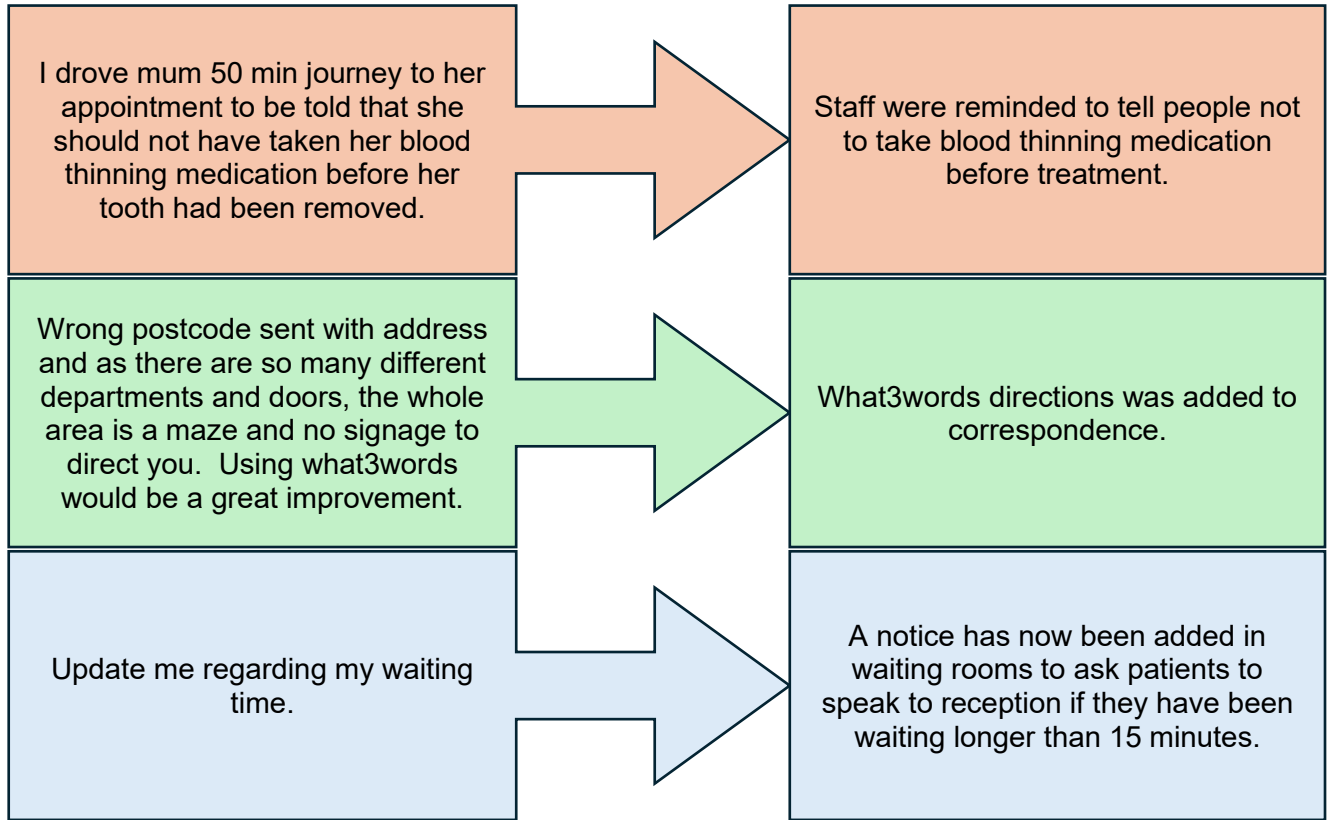 I drove mum 50 min journey to her
appointment to be told that she
should not have taken her blood
thinning medication before her
tooth had been removed.
Staff were reminded to tell people not
to take blood thinning medication
before treatment.
Wrong postcode sent with address
and as there are so many different
departments and doors, the whole
area is a maze and no signage to
direct you.  Using what3words
would be a great improvement.
What3words directions was added to
correspondence.
Update me regarding my waiting
time.
A notice has now been added in
waiting rooms to ask patients to
speak to reception if they have been
waiting longer than 15 minutes.